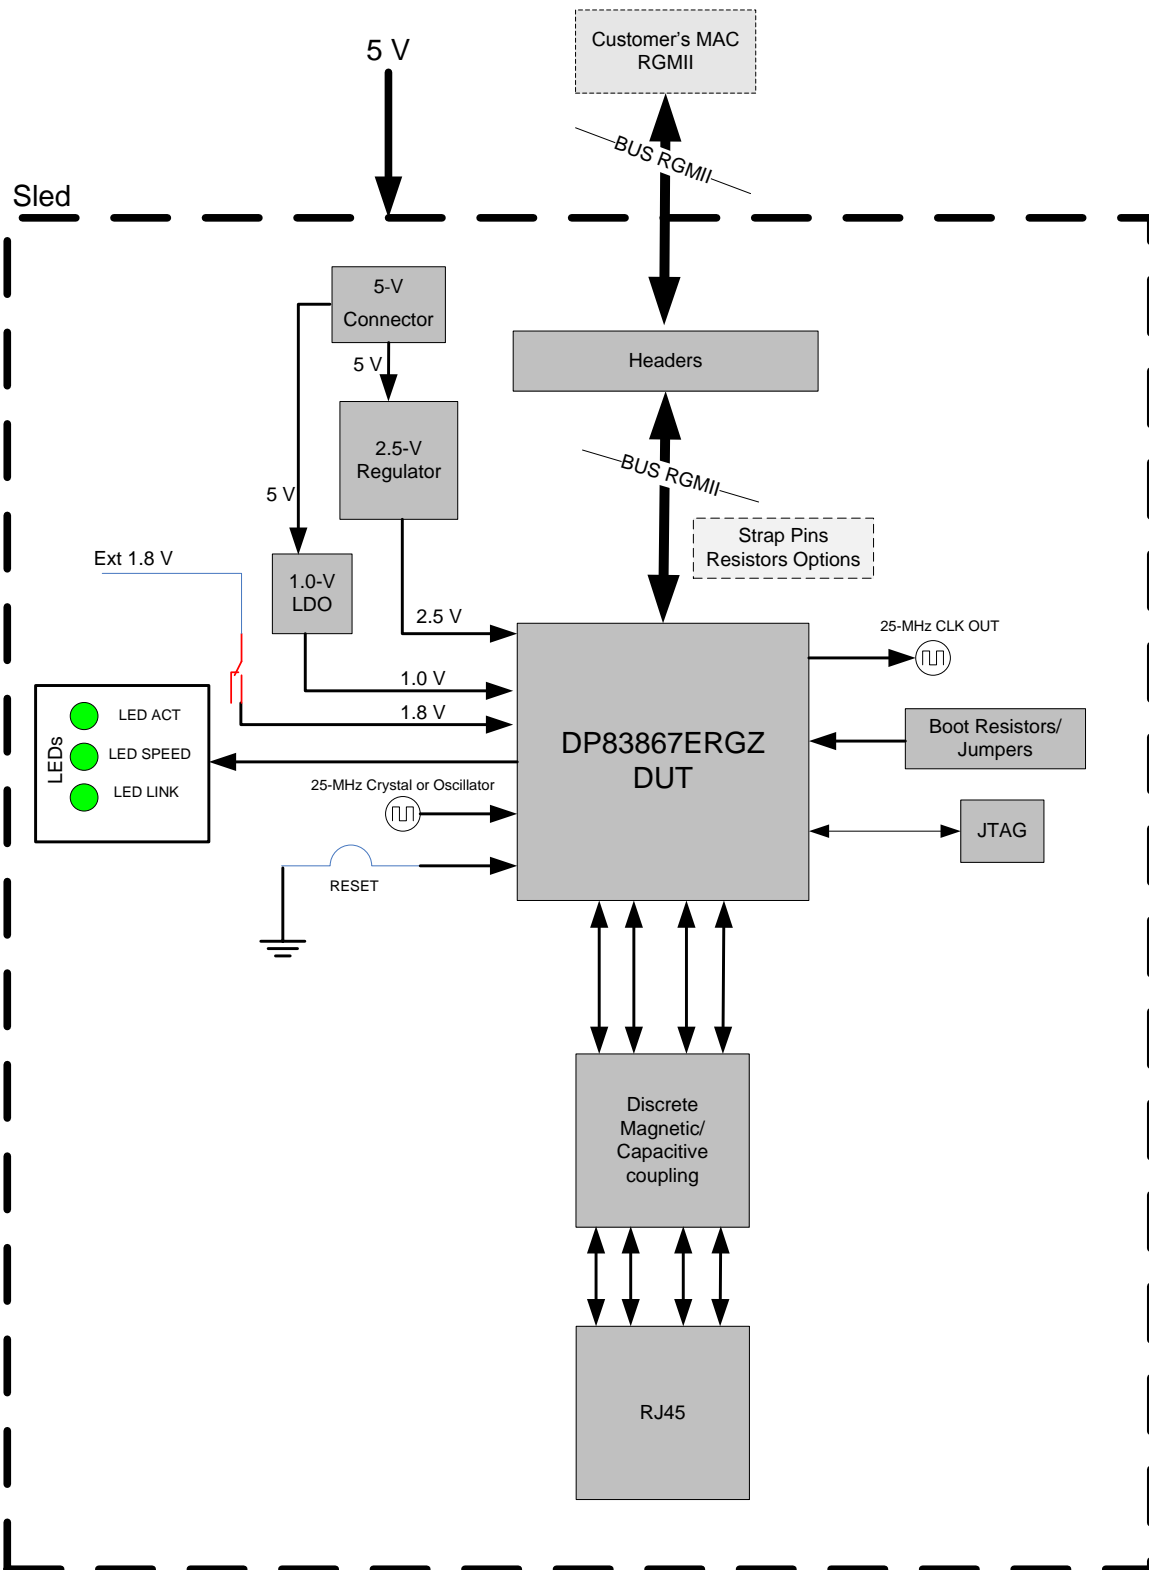 5 V
Customer's MAC
RGMII
BUS RGMII
Sled
5-V
Connector
5 V
Headers
2.5-V
Regulator
BUS RGMII
5 V
Strap Pins
Resistors Options
Ext 1.8 V
1.0-V
LDO
2.5 V
25-MHz CLK OUT
1.0 V
1.8 V
LEDs
LED ACT
LED SPEED
LED LINK
DP83867ERGZ
DUT
Boot Resistors/
Jumpers
25-MHz Crystal or Oscillator
JTAG
RESET
Discrete
Magnetic/
Capacitive
coupling
RJ45